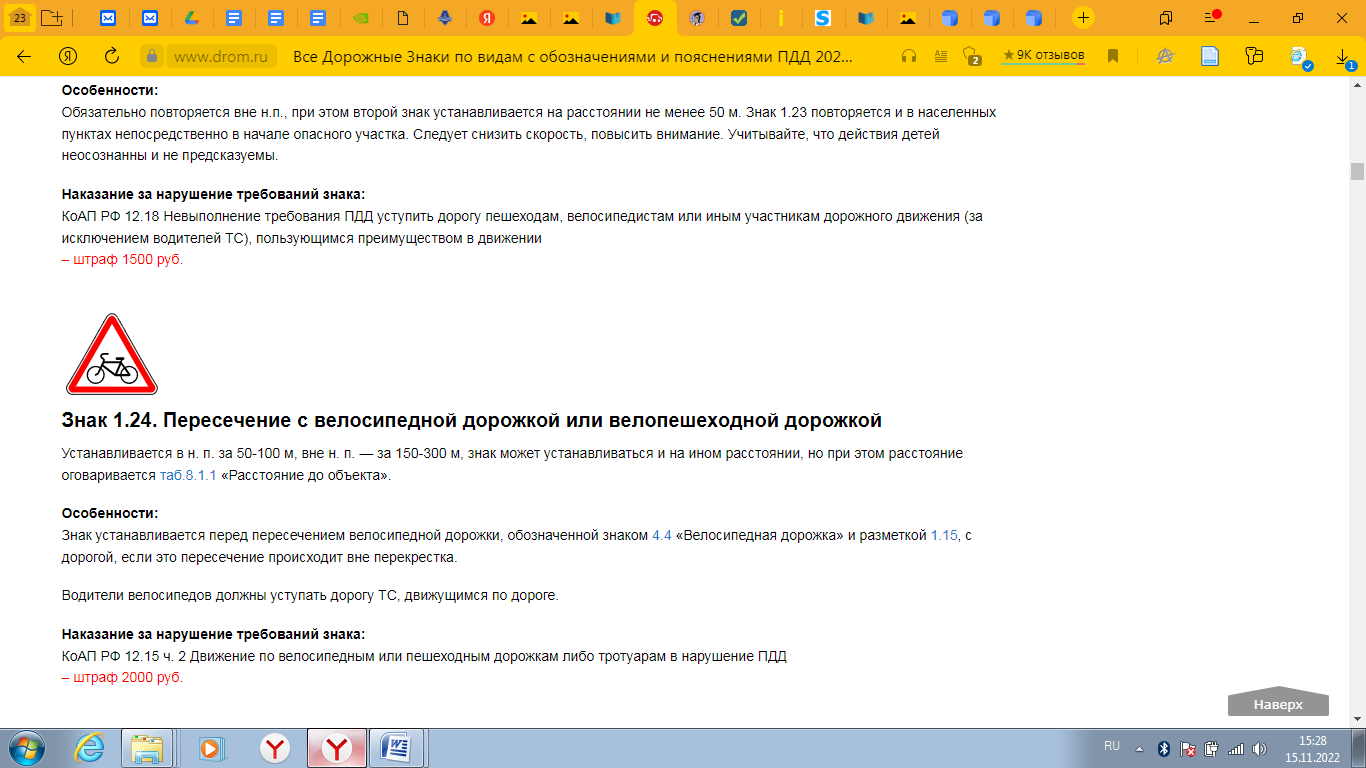 23
www.drom.ru
Все Дорожные Знаки по видам с обозначениями и пояснениями ПДД 202...
2
★ 9K отзывов
1
Особенности:
Обязательно повторяется вне н.п., при этом второй знак устанавливается на расстоянии не менее 50 м. Знак 1.23 повторяется и в населенных
пунктах непосредственно в начале опасного участка. Следует снизить скорость, повысить внимание. Учитывайте, что действия детей
неосознанны и не предсказуемы.
Наказание за нарушение требований знака:
КоАП РФ 12.18 Невыполнение требования ПДД уступить дорогу пешеходам, велосипедистам или иным участникам дорожного движения (за
исключением водителей ТС), пользующимся преимуществом в движении
– штраф 1500 руб.
Знак 1.24. Пересечение с велосипедной дорожкой или велопешеходной дорожкой
Устанавливается в н. п. за 50-100 м, вне н. п. — за 150-300 м, знак может устанавливаться и на ином расстоянии, но при этом расстояние
оговаривается таб.8.1.1 «Расстояние до объекта».
Особенности:
Знак устанавливается перед пересечением велосипедной дорожки, обозначенной знаком 4.4 «Велосипедная дорожка» и разметкой 1.15, с
дорогой, если это пересечение происходит вне перекрестка.
Водители велосипедов должны уступать дорогу ТС, движущимся по дороге.
Наказание за нарушение требований знака:
КоАП РФ 12.15 ч. 2 Движение по велосипедным или пешеходным дорожкам либо тротуарам в нарушение ПДД
– штраф 2000 руб.
Наверх
RU
15:28
15.11.2022